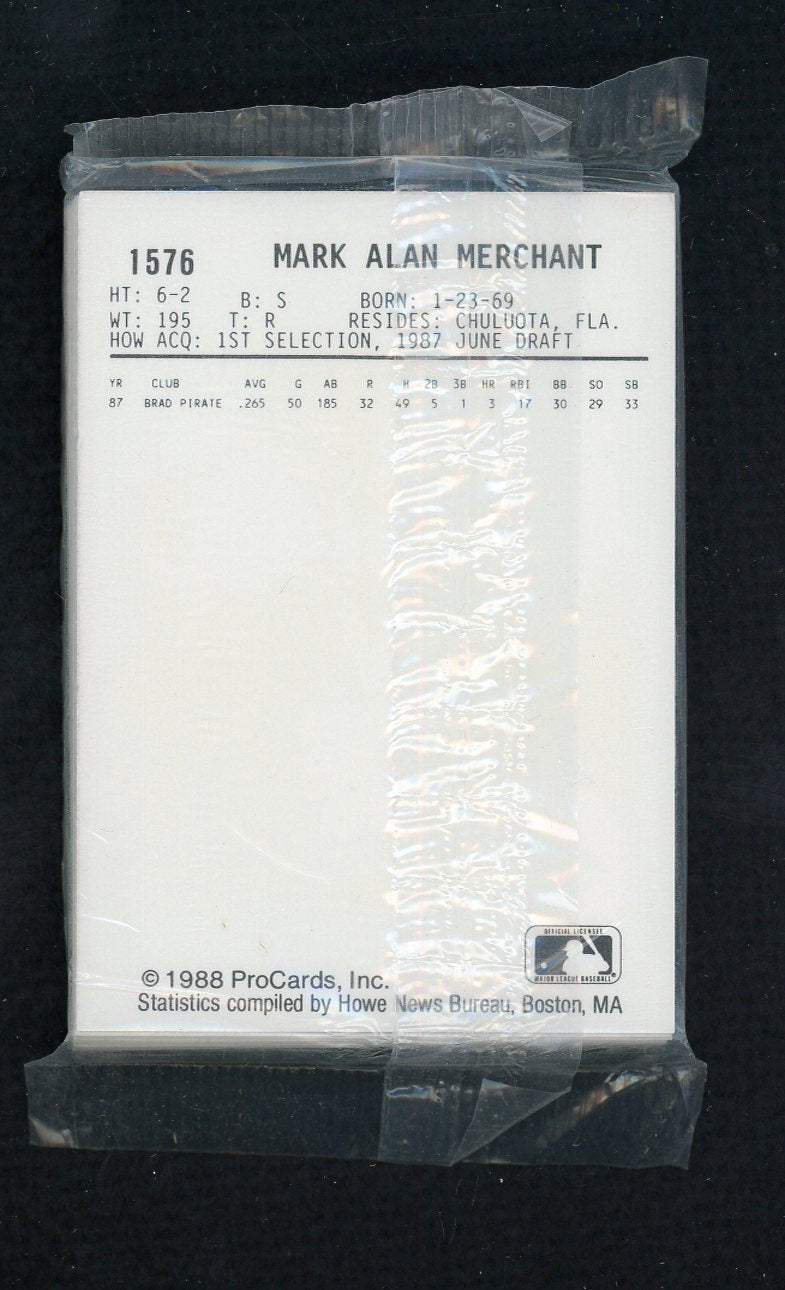 1576 MARK ALAN MERCHANT
HT: 6-2 B: S BORN: 1-23-69
WT: 195 T: R RESIDES: CHULUOTA, FLA.
HOW ACQ: 1ST SELECTION, 1987 JUNE DRAFT
YR CLUB AVG G AB R H 2B 3B HR RBI BB SO SB
87 BRAD PIRATE .265 50 185 32 49 5 1 3 17 30 29 33
OFFICIAL LICENSEE
MAJOR LEAGUE BASEBALL®
© 1988 ProCards, Inc.
Statistics compiled by Howe News Bureau, Boston, MA